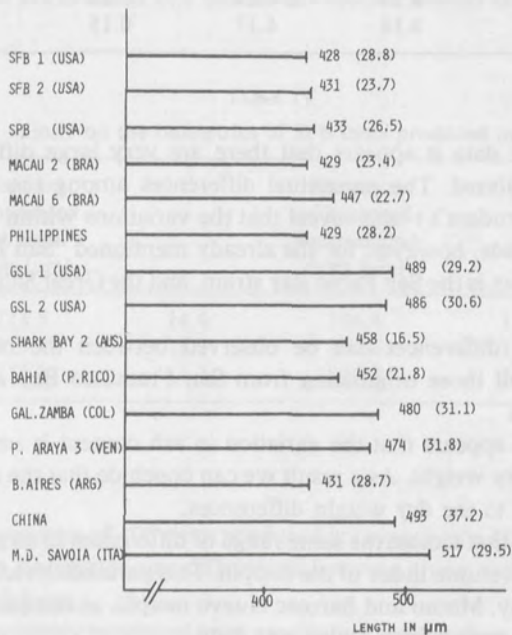 SFB 1 (USA) 428 (28.8)
SFB 2 (USA) 431 (23.7)
SPB (USA) 433 (26.5)
MACAU 7 (BRA) 429 (23.4)
MACAU 6 (BRA) 447 (22.7)
PHILIPPINES 429 (28.2)
GSL 1 (USA) 489 (29.2)
GSL 2 (USA) 486 (30.6)
SHARK BAY 2 (AUS) 458 (16.5)
(P.RICO) 452 (21.8)
GAL.ZAMBA (COL) 480 (31.1)
P. ARAYA 3 (VEN) 474 (31.8)
B.AIRES (ARG) 431 (28.7)
CHINA 493 (37.2)
M.D. SAVOIA (ITA) 517 (29.5)
400 500
LENGTH IN µm